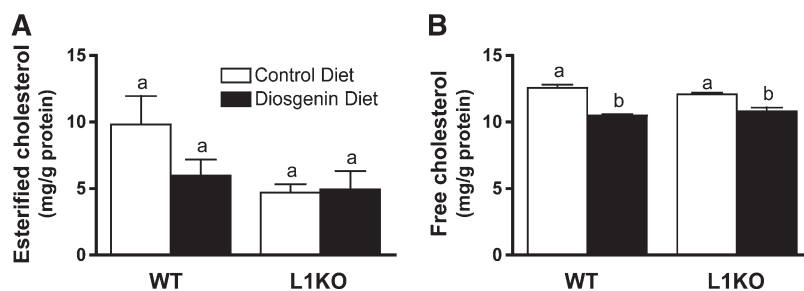 A
Esterified cholesterol
(mg/g protein)
15
10
5
0
a
a
a
a
Control Diet
Diosgenin Diet
WT
L1KO
B
Free cholesterol
(mg/g protein)
15
10
5
0
a
b
a
b
WT
L1KO